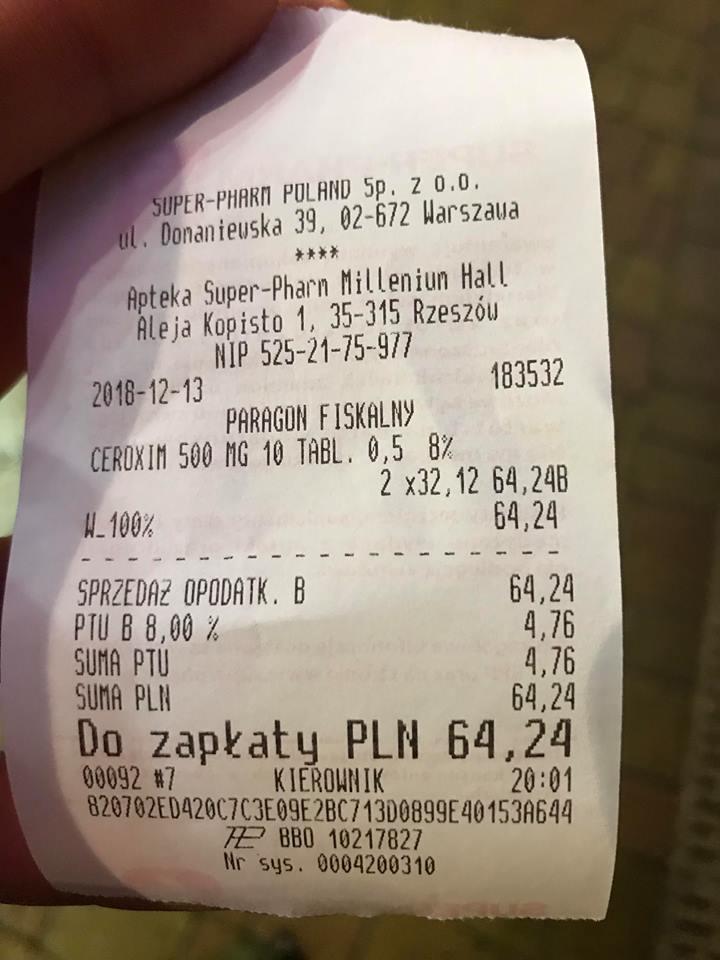 SUPER-PHARM POLAND Sp. z o.o.
ul. Domaniewska 39, 02-672 Warszawa
****
Apteka Super-Pharm Millenium Hall
Aleja Kopisto 1, 35-315 Rzeszów
NIP 525-21-75-977
2018-12-13 183532
PARAGON FISKALNY
CEROXIM 500 MG 10 TABL. 0,5 8%
2 x32,12 64,24B
W_100% 64,24
- - - - - - - - - - - - - - - - - -
SPRZEDAŻ OPODATK. B 64,24
PTU B 8,00 % 4,76
SUMA PTU 4,76
SUMA PLN 64,24
Do zapłaty PLN 64,24
00092 #7 KIEROWNIK 20:01
820702ED420C7C3E09E2BC713D0899E40153A644
BBO 10217827
Nr sys. 0004200310